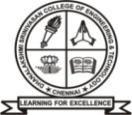 DHANALAKSHMI SRINIVASAN COLLEGE OF ENGINEERING & TECHNOLOGY
* CHENNAI *
LEARNING FOR EXCELLENCE